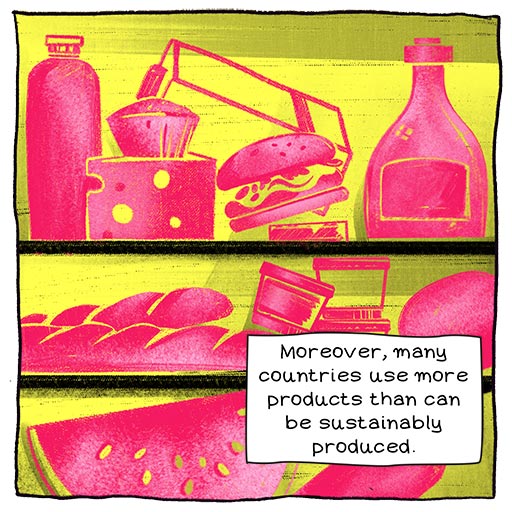 Moreover, many
countries use more
products than can
be sustainably
produced.